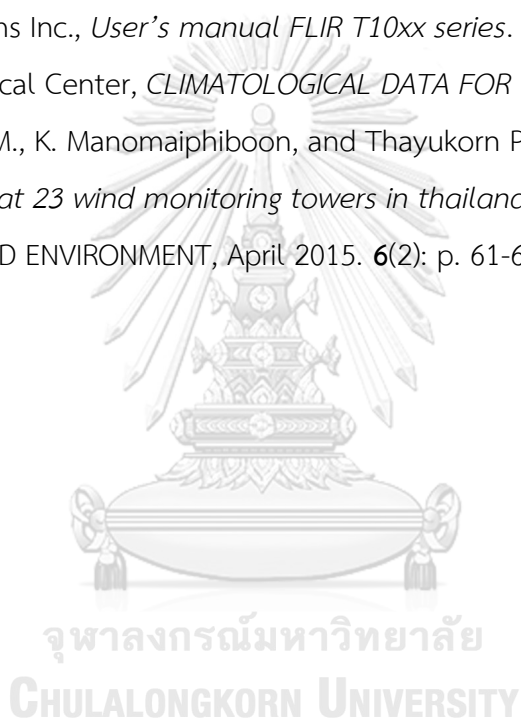 ns Inc., User's manual FLIR T10xx series.
cal Center, CLIMATOLOGICAL DATA FOR
M., K. Manomaiphiboon, and Thayukorn P
at 23 wind monitoring towers in thailand
D ENVIRONMENT, April 2015. 6(2): p. 61-6
จุฬาลงกรณ์มหาวิทยาลัย
CHULALONGKORN UNIVERSITY